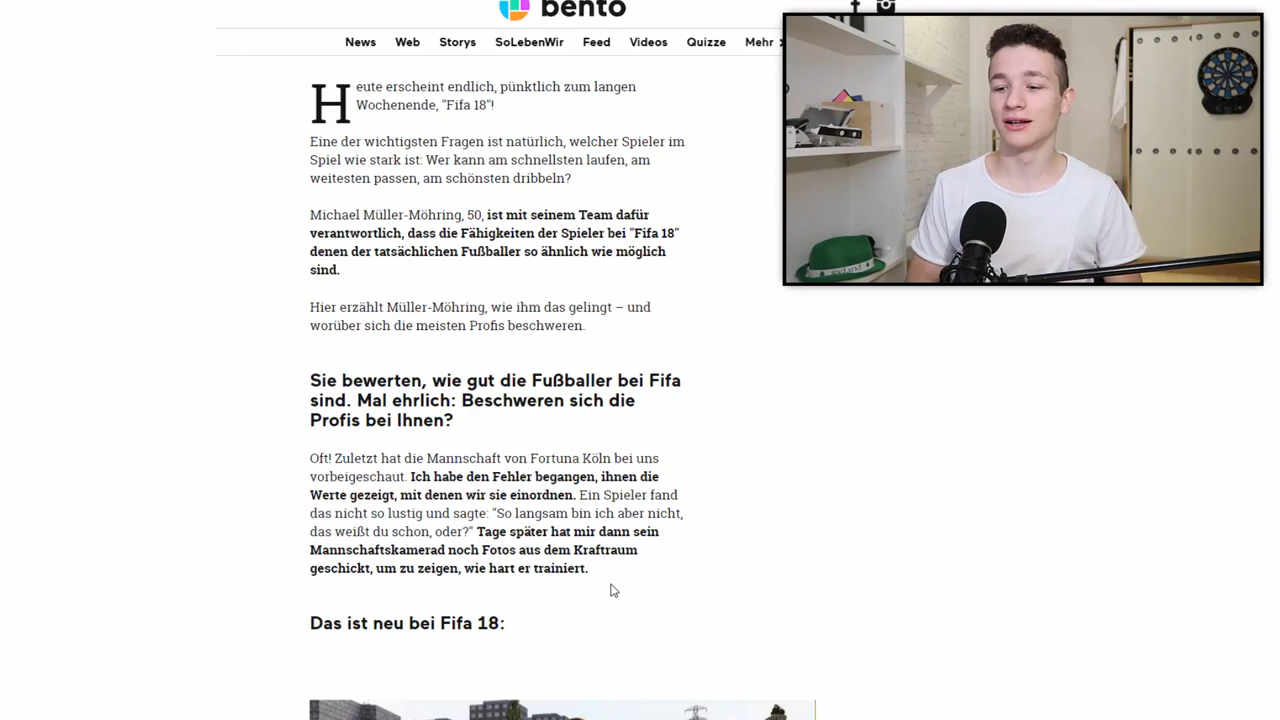 bento
News Web Storys SoLebenWir Feed Videos Quizze Mehr
Heute erscheint endlich, pünktlich zum langen
Wochenende, "Fifa 18"!
Eine der wichtigsten Fragen ist natürlich, welcher Spieler im
Spiel wie stark ist: Wer kann am schnellsten laufen, am
weitesten passen, am schönsten dribbeln?
Michael Müller-Möhring, 50, ist mit seinem Team dafür
verantwortlich, dass die Fähigkeiten der Spieler bei "Fifa 18"
denen der tatsächlichen Fußballer so ähnlich wie möglich
sind.
Hier erzählt Müller-Möhring, wie ihm das gelingt – und
worüber sich die meisten Profis beschweren.
Sie bewerten, wie gut die Fußballer bei Fifa
sind. Mal ehrlich: Beschweren sich die
Profis bei Ihnen?
Oft! Zuletzt hat die Mannschaft von Fortuna Köln bei uns
vorbeigeschaut. Ich habe den Fehler begangen, ihnen die
Werte gezeigt, mit denen wir sie einordnen. Ein Spieler fand
das nicht so lustig und sagte: "So langsam bin ich aber nicht,
das weißt du schon, oder?" Tage später hat mir dann sein
Mannschaftskamerad noch Fotos aus dem Kraftraum
geschickt, um zu zeigen, wie hart er trainiert.
Das ist neu bei Fifa 18:
IRELAND